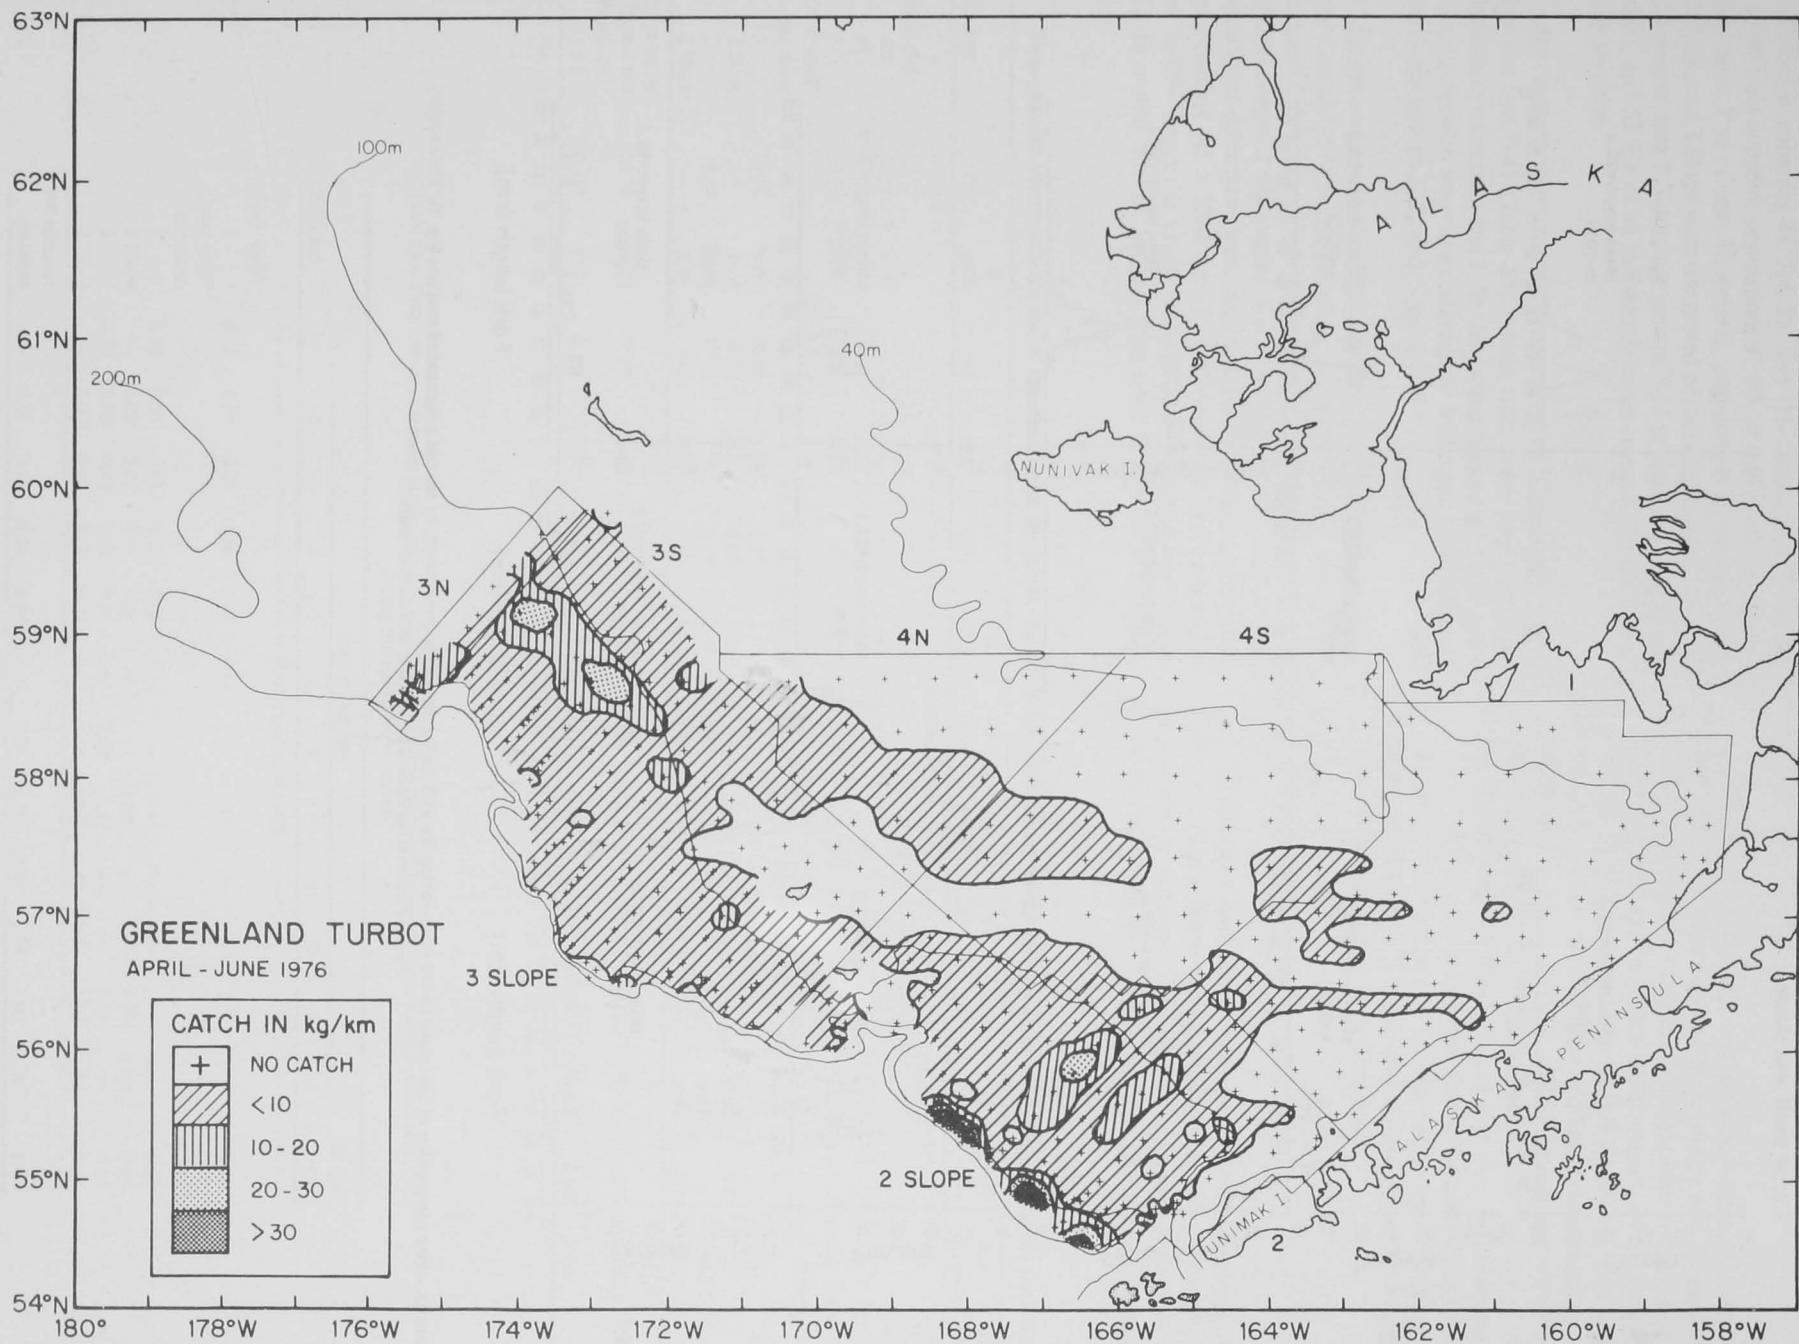 63°N
62°N
61°N
60°N
59°N
58°N
57°N
56°N
55°N
54°N
180°
178°W
176°W
174°W
172°W
170°W
168°W
166°W
164°W
162°W
160°W
158°W
100m
200m
40m
ALASKA
NUNIVAK I.
3N
3S
4N
4S
1
3 SLOPE
2 SLOPE
2
UNIMAK I.
ALASKA PENINSULA
GREENLAND TURBOT
APRIL - JUNE 1976
CATCH IN kg/km
+ NO CATCH
<10
10-20
20-30
>30